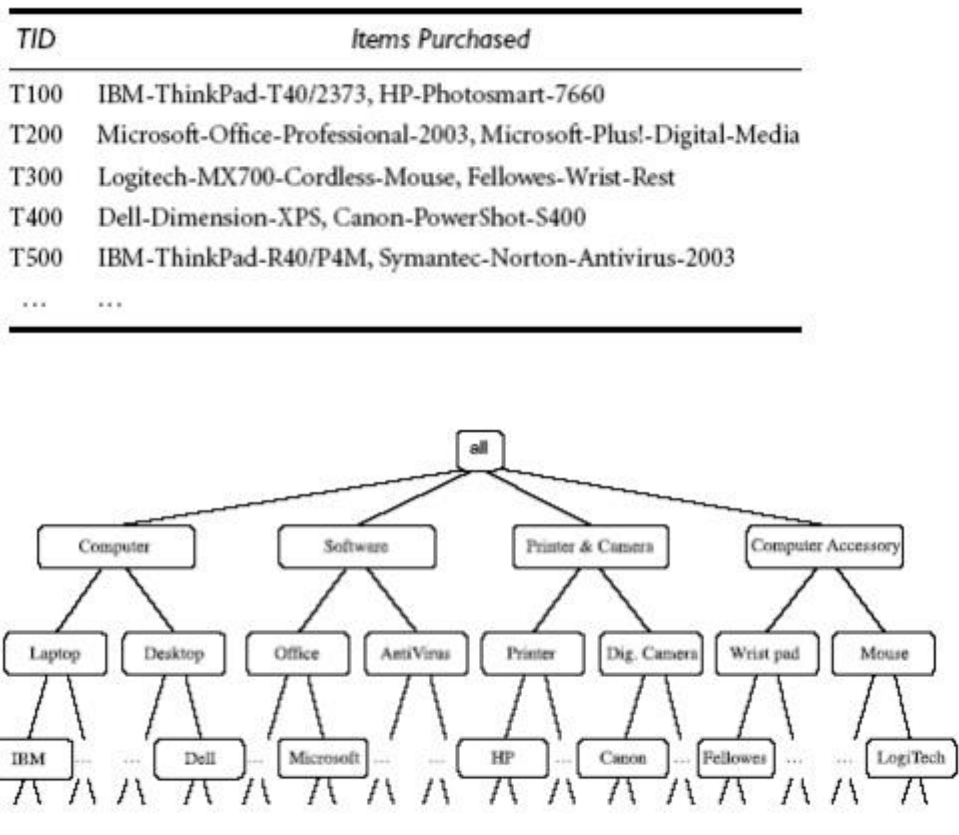 TID Items Purchased
T100 IBM-ThinkPad-T40/2373, HP-Photosmart-7660
T200 Microsoft-Office-Professional-2003, Microsoft-Plus!-Digital-Media
T300 Logitech-MX700-Cordless-Mouse, Fellowes-Wrist-Rest
T400 Dell-Dimension-XPS, Canon-PowerShot-S400
T500 IBM-ThinkPad-R40/P4M, Symantec-Norton-Antivirus-2003
... ...
all
Computer Software Printer & Camera Computer Accessory
Laptop Desktop Office AntiVirus Printer Dig. Camera Wrist pad Mouse
IBM ... ... Dell ... Microsoft ... ... HP ... Canon ... Fellowes ... ... LogiTech